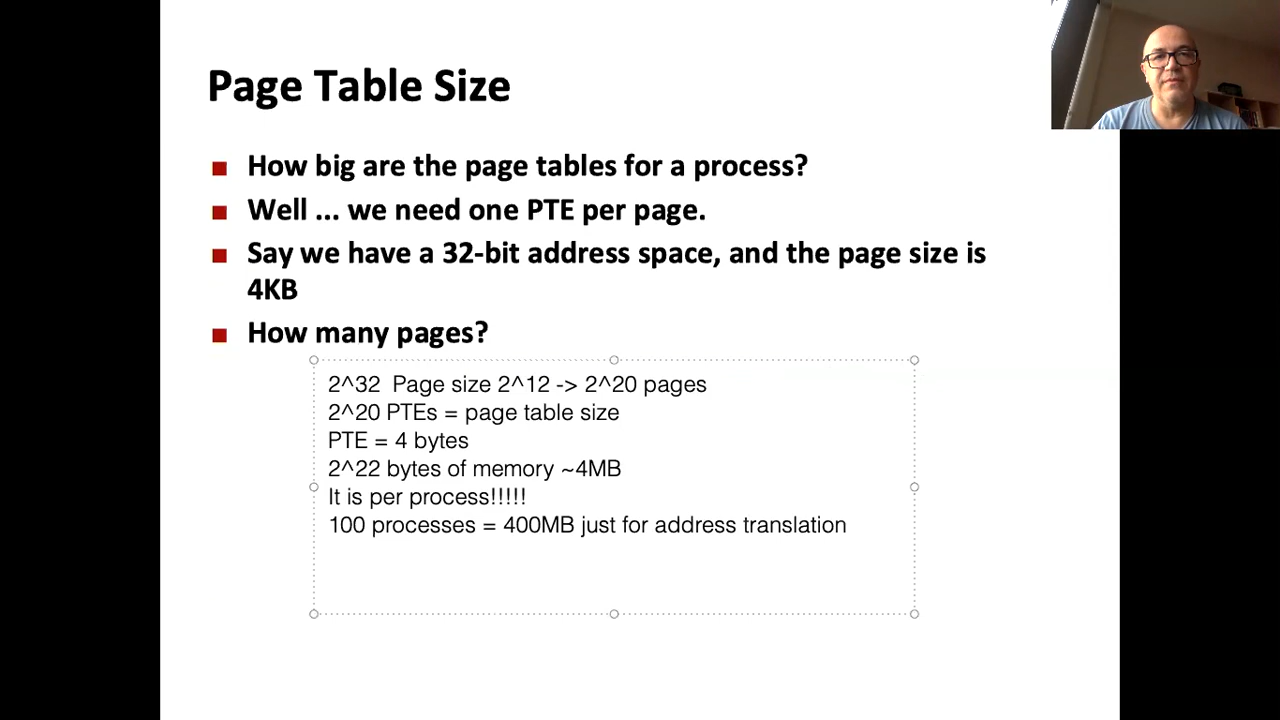 Page Table Size
How big are the page tables for a process?
Well ... we need one PTE per page.
Say we have a 32-bit address space, and the page size is
4KB
How many pages?
2^32  Page size 2^12 -> 2^20 pages
2^20 PTEs = page table size
PTE = 4 bytes
2^22 bytes of memory ~4MB
It is per process!!!!!
100 processes = 400MB just for address translation